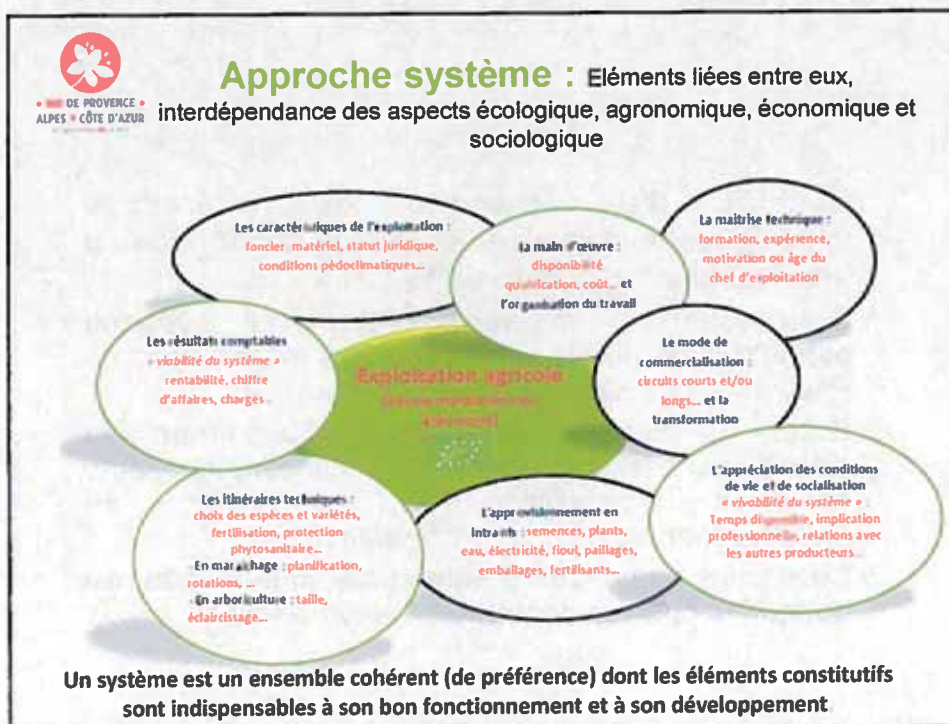 DE PROVENCE
ALPES CÔTE D'AZUR
Approche système : Eléments liées entre eux,
interdépendance des aspects écologique, agronomique, économique et
sociologique
Les caractéristiques de l'exploitation :
foncier matériel, statut juridique,
conditions pédoclimatiques...
La main d'œuvre :
disponibilité
qualification, coût... et
l'organisation du travail
La maitrise technique :
formation, expérience,
motivation ou âge du
chef d'exploitation
Les résultats comptables
« viabilité du système »
rentabilité, chiffre
d'affaires, charges
Exploitation agricole
Le mode de
commercialisation :
circuits courts et/ou
longs... et la
transformation
Les itinéraires techniques :
choix des espèces et variétés,
fertilisation, protection
phytosanitaire...
En maraichage : planification,
rotations,
En arboriculture : taille,
éclaircissage...
L'approvisionnement en
intrants : semences, plants,
eau, électricité, fioul, paillages,
emballages, fertilisants...
L'appréciation des conditions
de vie et de socialisation
« vivabilité du système » :
Temps disponible, implication
professionnelle, relations avec
les autres producteurs...
Un système est un ensemble cohérent (de préférence) dont les éléments constitutifs
sont indispensables à son bon fonctionnement et à son développement